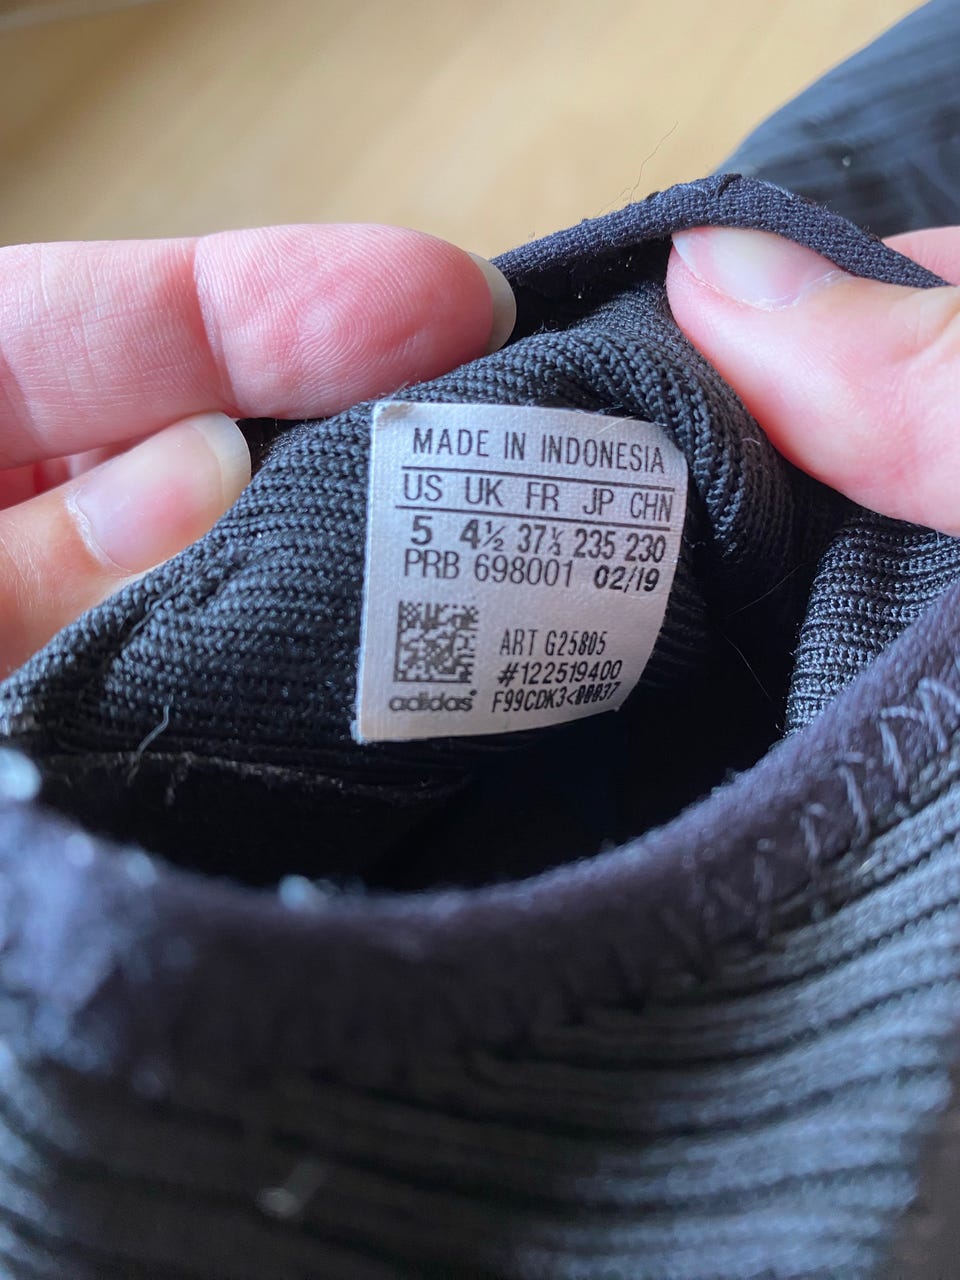 MADE IN INDONESIA
US UK FR JP CHN
5 4½ 37⅓ 235 230
PRB 698001 02/19
ART G25805
#122519400
F99CDK3<00037
adidas®